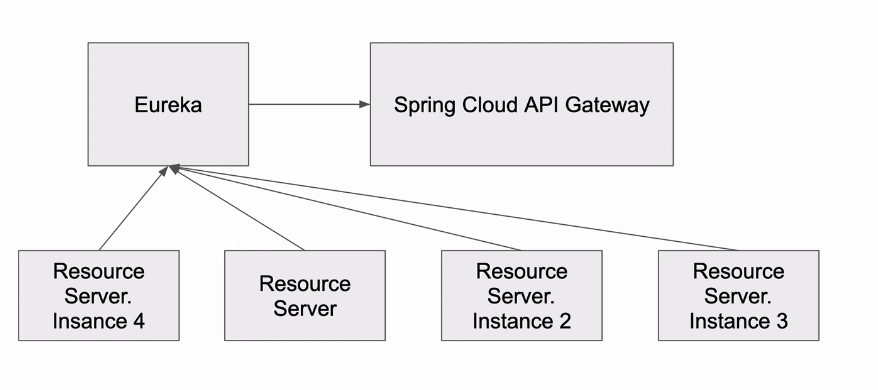 Eureka
Spring Cloud API Gateway
Resource
Server.
Insance 4
Resource
Server
Resource
Server.
Instance 2
Resource
Server.
Instance 3